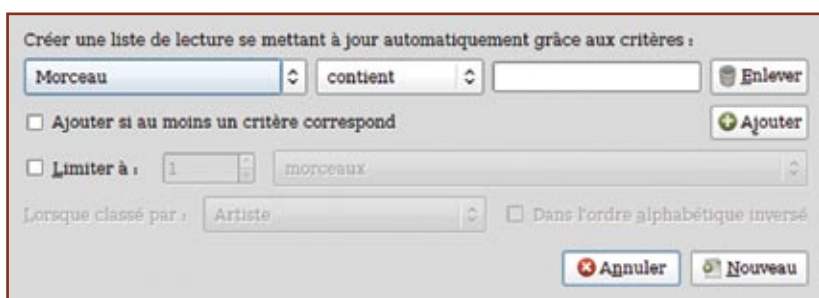 Créer une liste de lecture se mettant à jour automatiquement grâce aux critères :
Morceau contient Enlever
Ajouter si au moins un critère correspond Ajouter
Limiter à : 1 morceaux
Lorsque classé par : Artiste Dans l'ordre alphabétique inversé
Annuler Nouveau